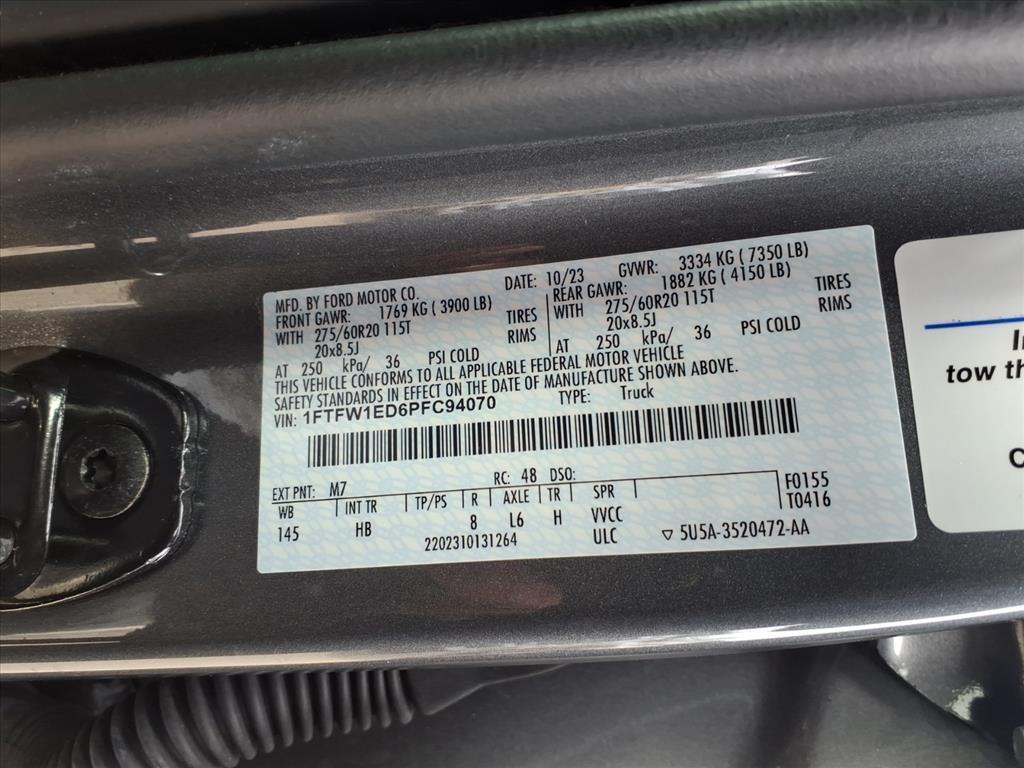 MFD. BY FORD MOTOR CO. DATE: 10/23 GVWR: 3334 KG ( 7350 LB)
FRONT GAWR: 1769 KG ( 3900 LB) REAR GAWR: 1882 KG ( 4150 LB)
WITH 275/60R20 115T TIRES WITH 275/60R20 115T TIRES
20x8.5J RIMS 20x8.5J RIMS
AT 250 kPa/ 36 PSI COLD AT 250 kPa/ 36 PSI COLD
THIS VEHICLE CONFORMS TO ALL APPLICABLE FEDERAL MOTOR VEHICLE
SAFETY STANDARDS IN EFFECT ON THE DATE OF MANUFACTURE SHOWN ABOVE.
VIN: 1FTFW1ED6PFC94070 TYPE: Truck
EXT PNT: M7 RC: 48 DSO: F0155
WB INT TR TP/PS R AXLE TR SPR T0416
145 HB 8 L6 H VVCC
2202310131264 ULC ▽ 5U5A-3520472-AA
tow th
C